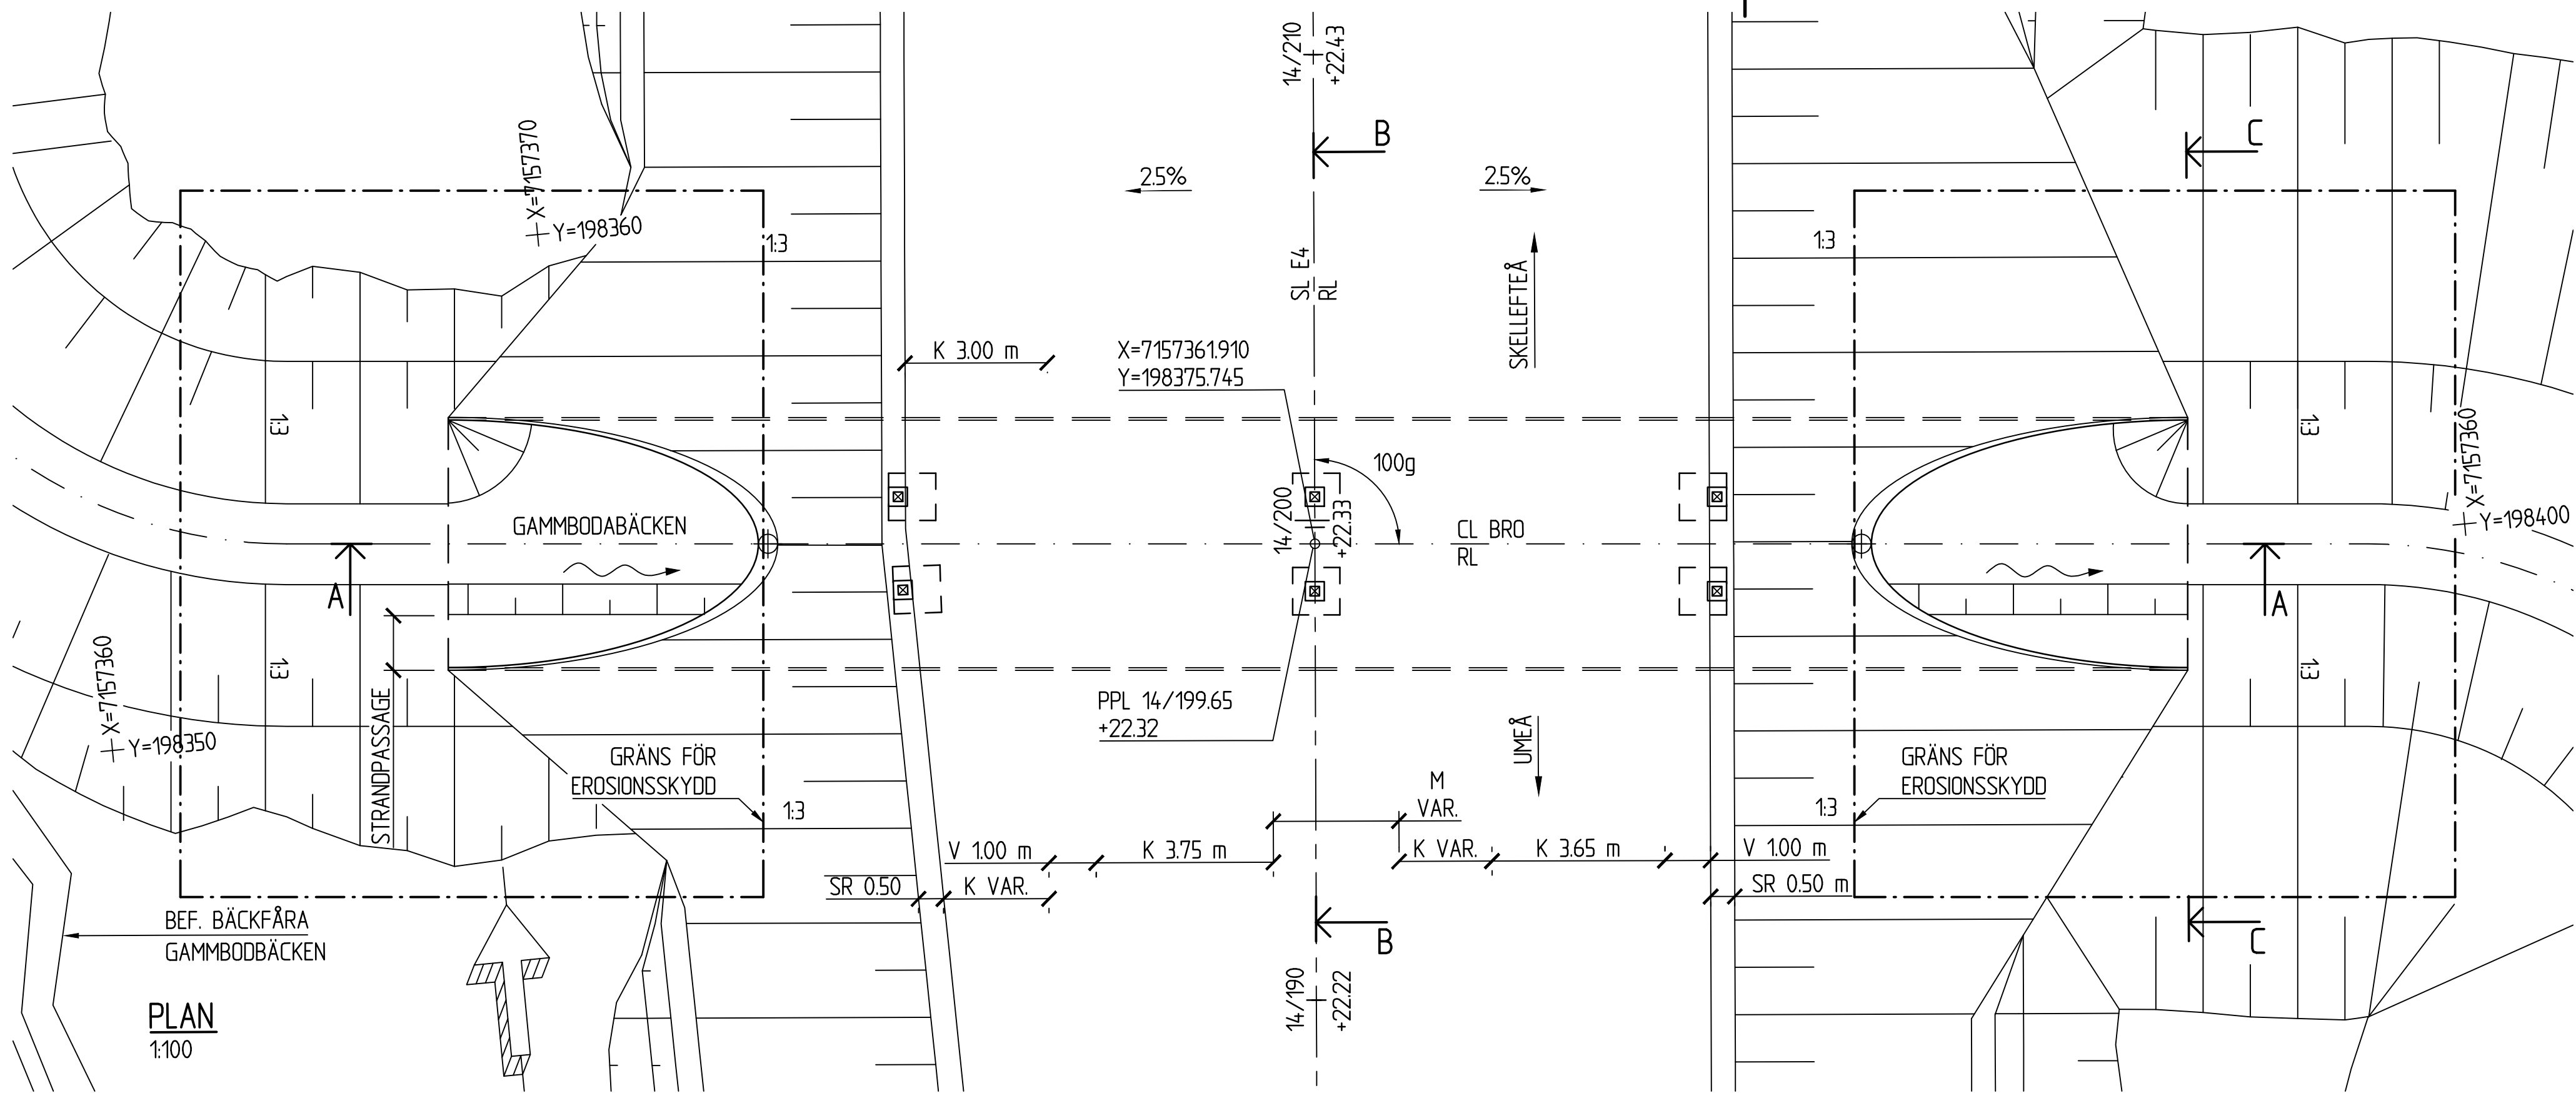 14/210
+22.43
B
C
X=7157370
Y=198360
2.5%
2.5%
1:3
1:3
SL E4
RL
SKELLEFTEÅ
K 3.00 m
X=7157361.910
Y=198375.745
1:3
1:3
X=7157360
Y=198400
100g
GAMMBODABÄCKEN
14/200
+22.33
CL BRO
RL
A
A
1:3
1:3
X=7157360
Y=198350
STRANDPASSAGE
PPL 14/199.65
+22.32
UMEÅ
GRÄNS FÖR
EROSIONSSKYDD
GRÄNS FÖR
EROSIONSSKYDD
1:3
1:3
M
VAR.
V 1.00 m
K 3.75 m
K VAR.
K 3.65 m
V 1.00 m
SR 0.50
K VAR.
SR 0.50 m
BEF. BÄCKFÅRA
GAMMBODBÄCKEN
B
C
14/190
+22.22
PLAN
1:100